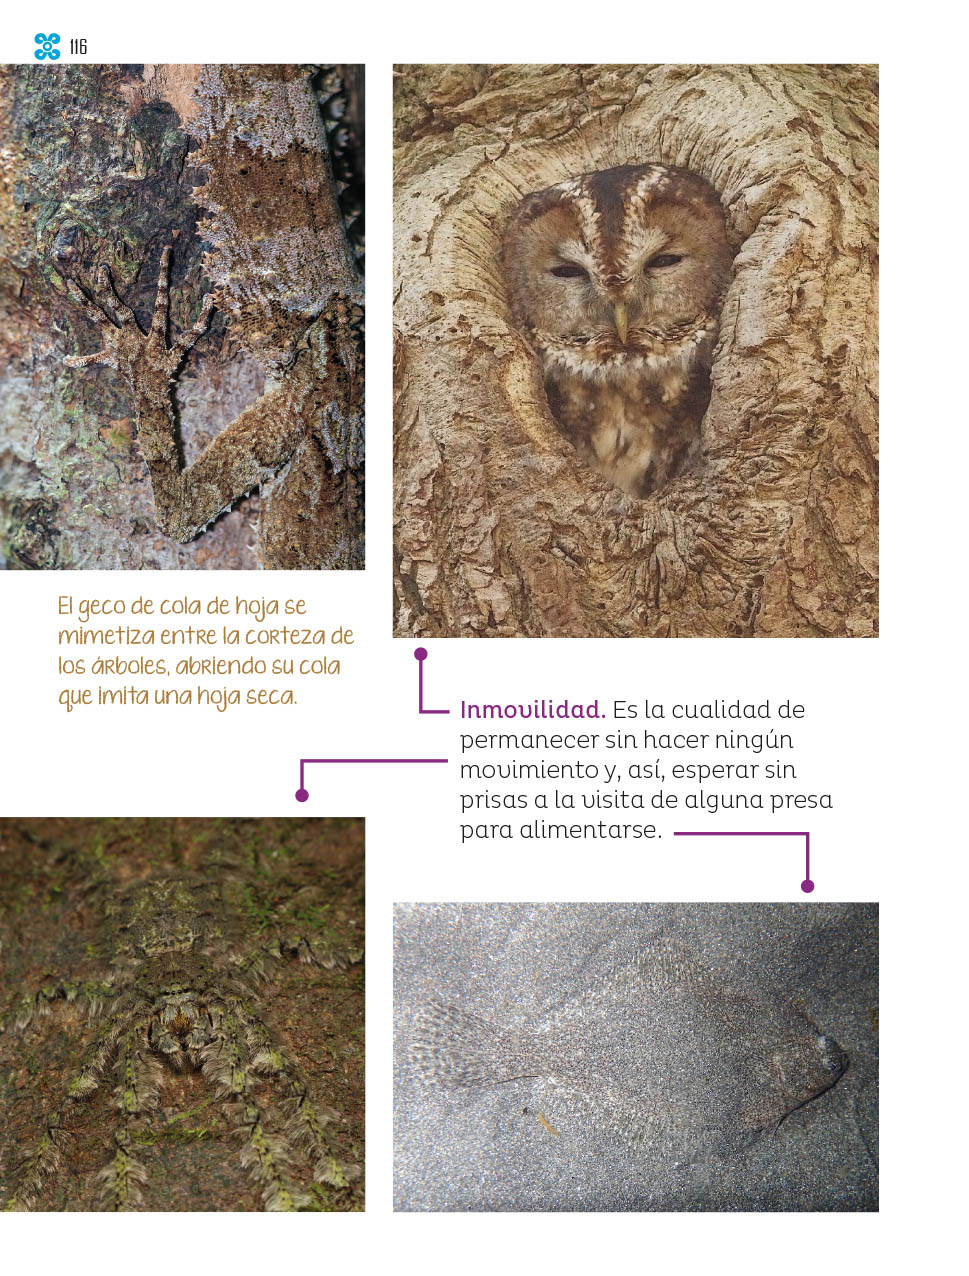 116
El geco de cola de hoja se
mimetiza entre la corteza de
los árboles, abriendo su cola
que imita una hoja seca.
Inmovilidad. Es la cualidad de
permanecer sin hacer ningún
movimiento y, así, esperar sin
prisas a la visita de alguna presa
para alimentarse.